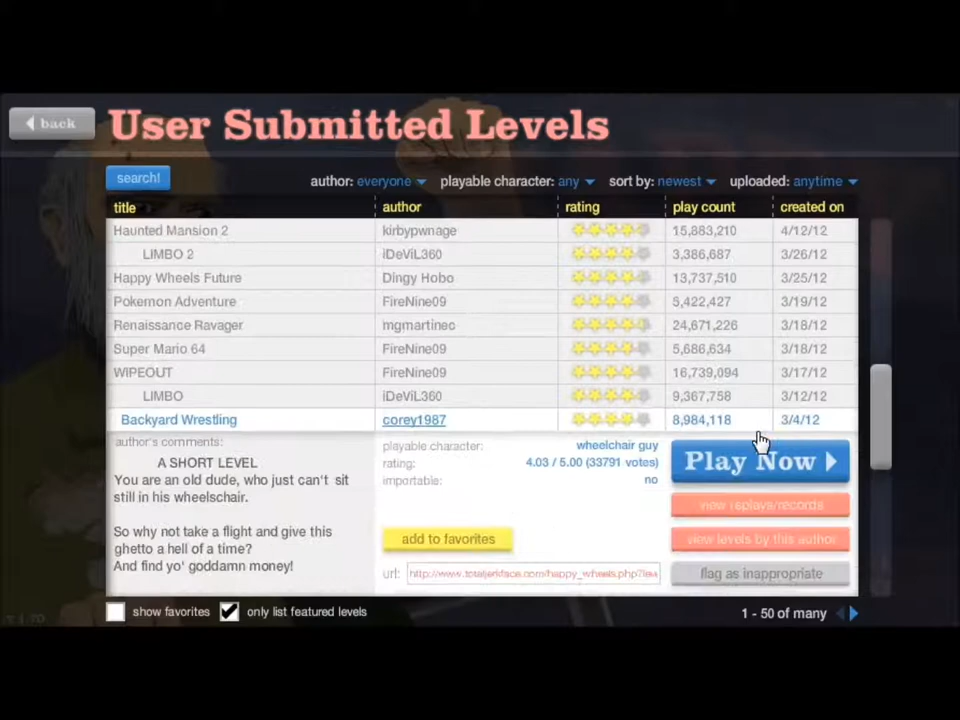 back
User Submitted Levels
search!
author: everyone playable character: any sort by: newest uploaded: anytime
title author rating play count created on
Haunted Mansion 2 kirbypwnage 15,883,210 4/12/12
LIMBO 2 iDeViL360 3,386,687 3/26/12
Happy Wheels Future Dingy Hobo 13,737,510 3/25/12
Pokemon Adventure FireNine09 5,422,427 3/19/12
Renaissance Ravager mgmartinec 24,671,226 3/18/12
Super Mario 64 FireNine09 5,686,634 3/18/12
WIPEOUT FireNine09 16,739,094 3/17/12
LIMBO iDeViL360 9,367,758 3/12/12
Backyard Wrestling corey1987 8,984,118 3/4/12
author's comments:
A SHORT LEVEL
You are an old dude, who just can't sit
still in his wheelschair.
So why not take a flight and give this
ghetto a hell of a time?
And find yo' goddamn money!
playable character: wheelchair guy
rating: 4.03 / 5.00 (33791 votes)
importable: no
add to favorites
url: http://www.totaljerkface.com/happy_wheels.php?lev
Play Now
view replays/records
view levels by this author
flag as inappropriate
show favorites only list featured levels
1 - 50 of many